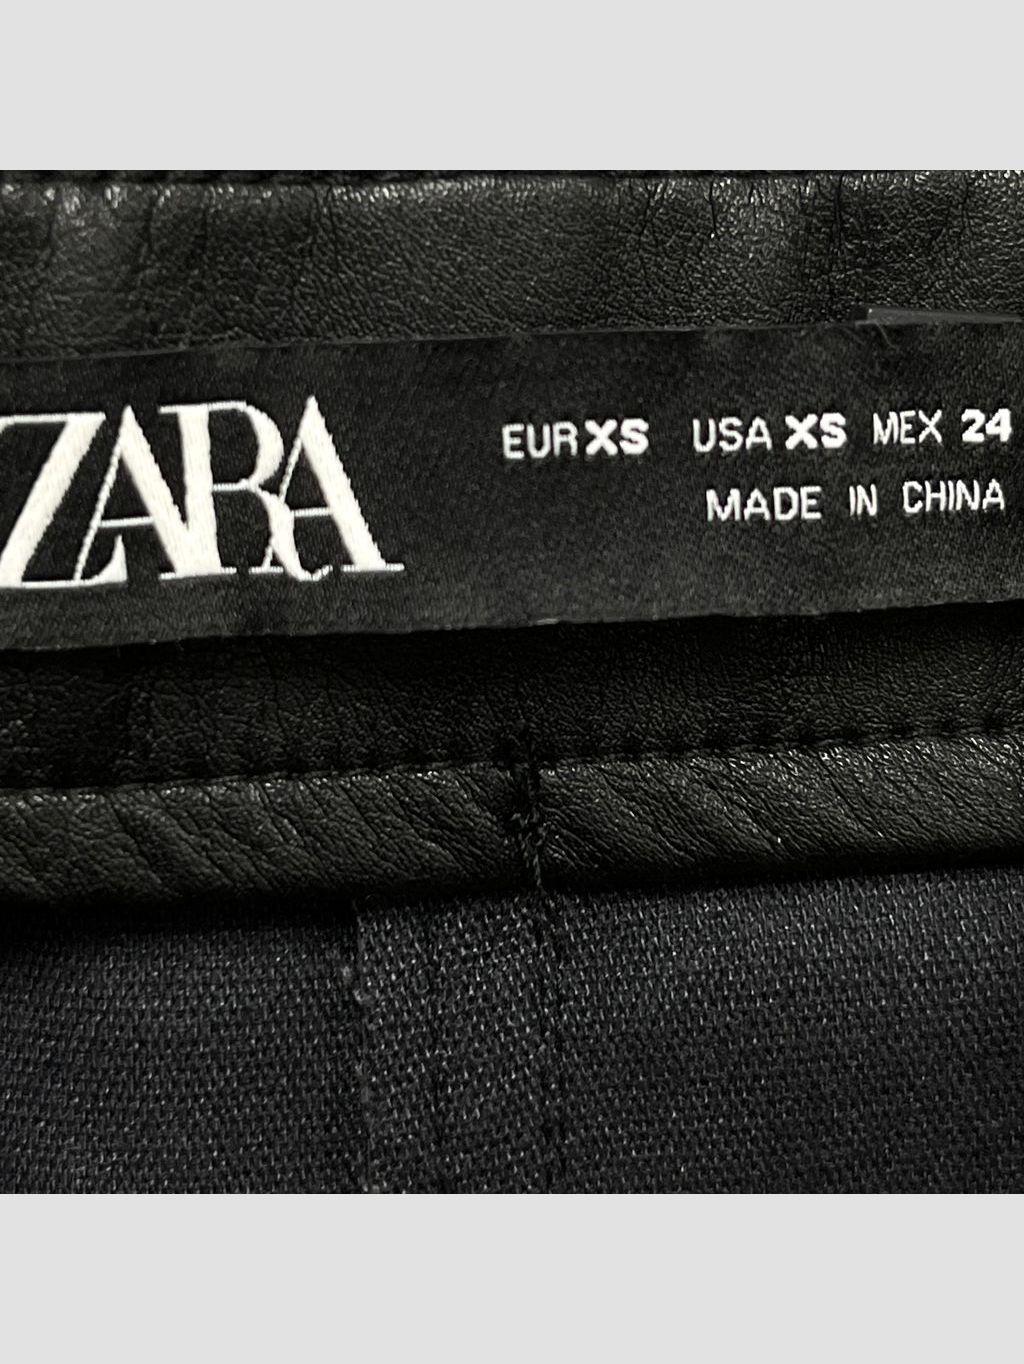 ZARA
EUR XS USA XS MEX 24
MADE IN CHINA